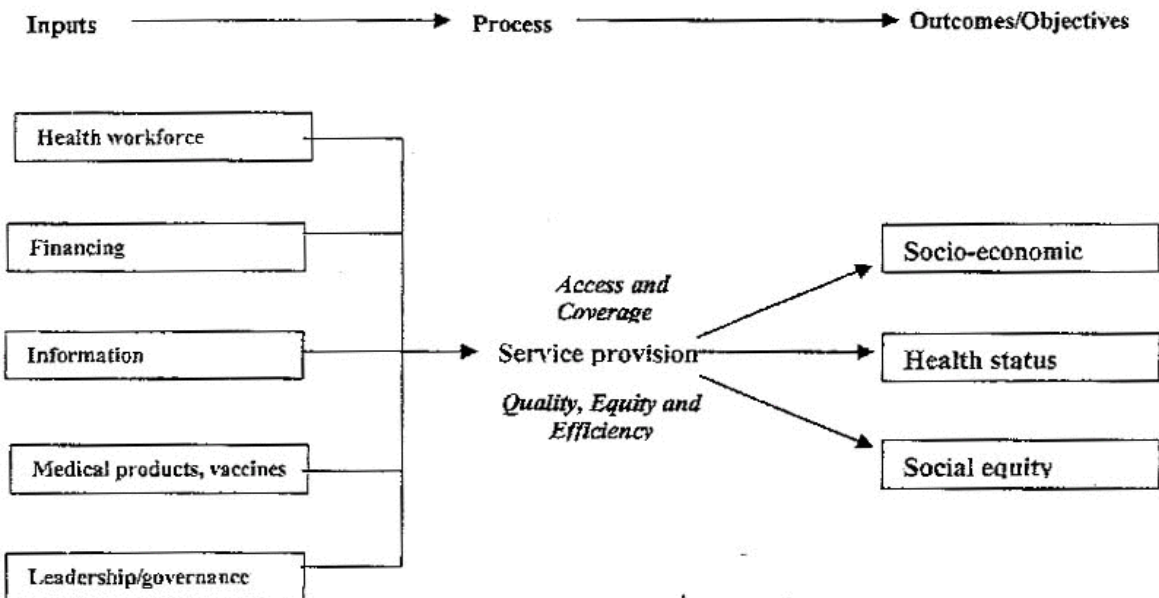 Inputs
Process
Outcomes/Objectives
Health workforce
Financing
Information
Medical products, vaccines
Leadership/governance
Access and
Coverage
Service provision
Quality, Equity and
Efficiency
Socio-economic
Health status
Social equity